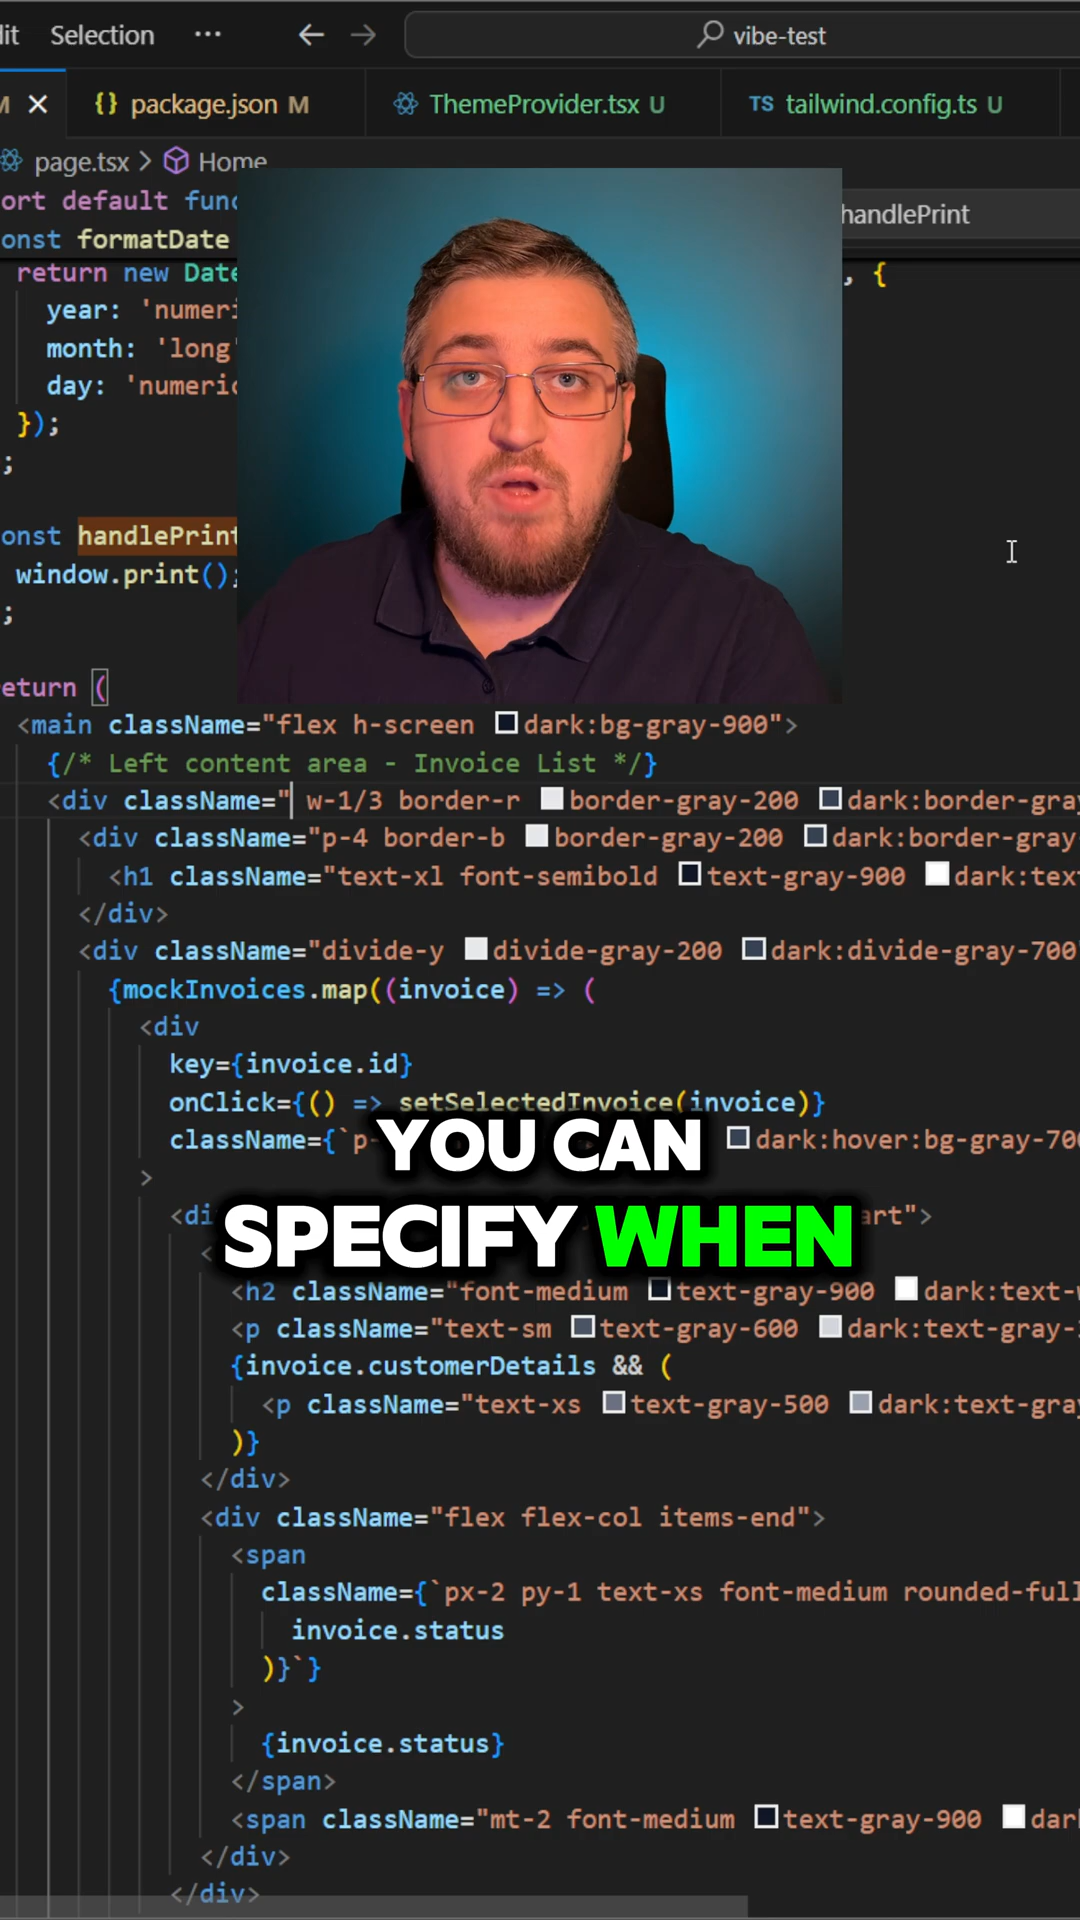 Selection ... vibe-test
M package.json M ThemeProvider.tsx U TS tailwind.config.ts U
page.tsx > Home
ort default func
handlePrint
onst formatDate
return new Date , {
year: 'numeri
month: 'long'
day: 'numeric
});
;
onst handlePrint
window.print();
;
eturn (
<main className="flex h-screen dark:bg-gray-900">
{/* Left content area - Invoice List */}
<div className=" w-1/3 border-r border-gray-200 dark:border-gray
<div className="p-4 border-b border-gray-200 dark:border-gray
<h1 className="text-xl font-semibold text-gray-900 dark:text
</div>
<div className="divide-y divide-gray-200 dark:divide-gray-700"
{mockInvoices.map((invoice) => (
<div
key={invoice.id}
onClick={() => setSelectedInvoice(invoice)}
className={`p- dark:hover:bg-gray-700
YOU CAN
>
<di art">
SPECIFY WHEN
<
<h2 className="font-medium text-gray-900 dark:text-w
<p className="text-sm text-gray-600 dark:text-gray-
{invoice.customerDetails && (
<p className="text-xs text-gray-500 dark:text-gray
)}
</div>
<div className="flex flex-col items-end">
<span
className={`px-2 py-1 text-xs font-medium rounded-full
invoice.status
)}`}
>
{invoice.status}
</span>
<span className="mt-2 font-medium text-gray-900 dark
</div>
</div>